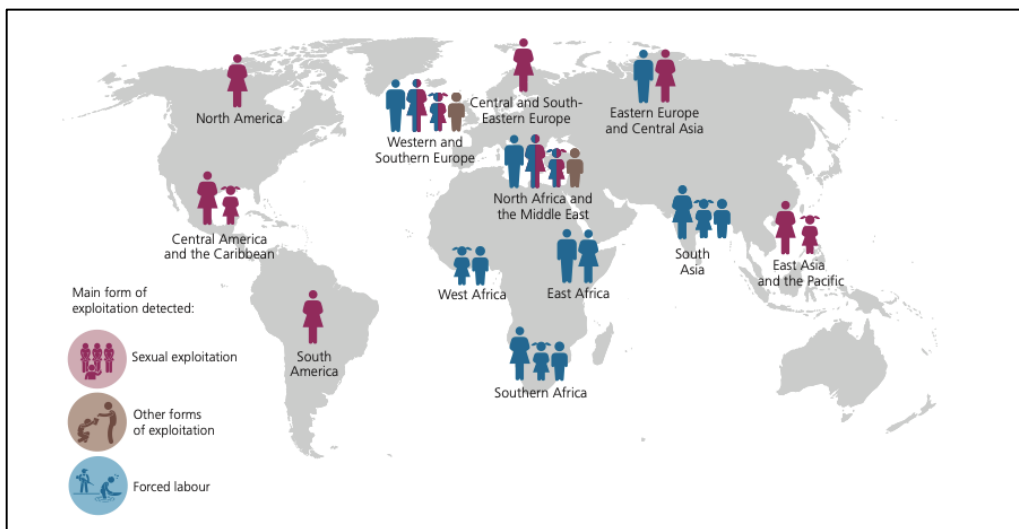 North America
Central and South-
Eastern Europe
Eastern Europe
and Central Asia
Western and
Southern Europe
North Africa and
the Middle East
Central America
and the Caribbean
South
Asia
East Asia
and the Pacific
West Africa
East Africa
Main form of
exploitation detected:
Sexual exploitation
South
America
Southern Africa
Other forms
of exploitation
Forced labour